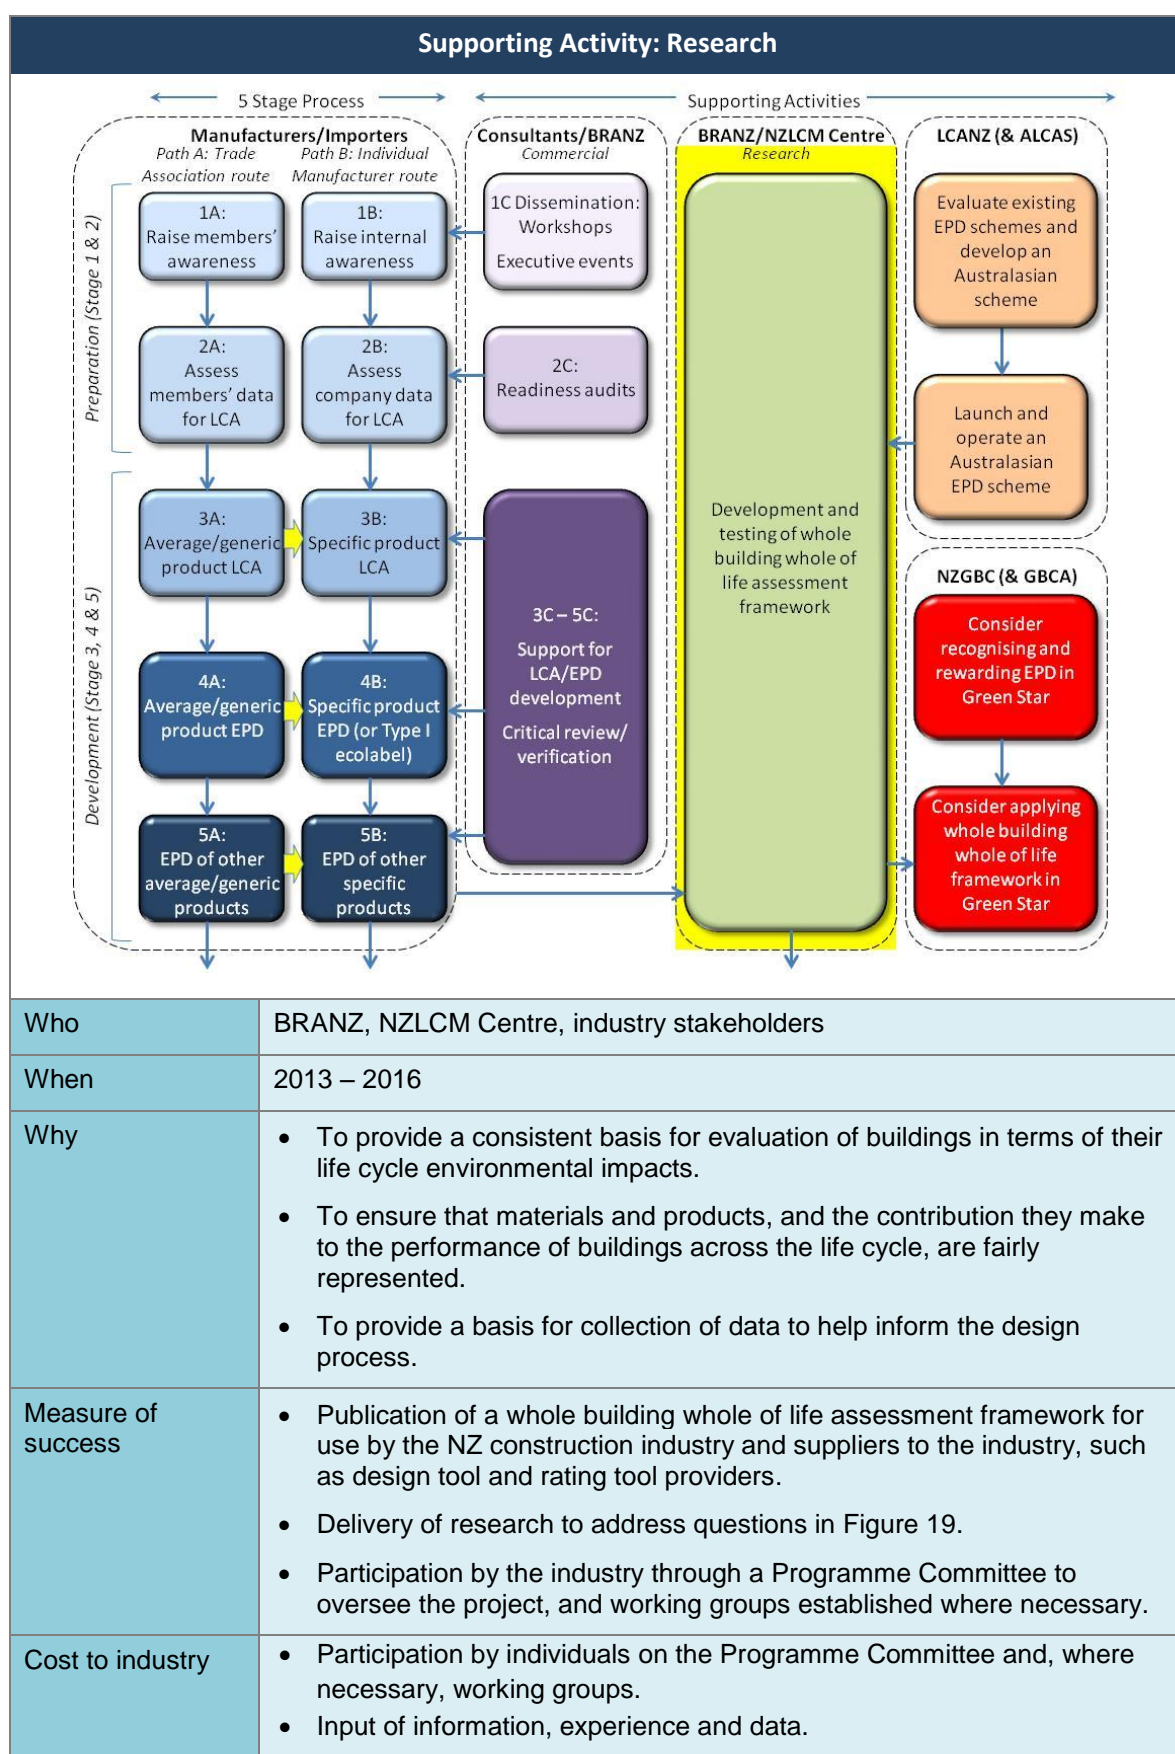 Supporting Activity: Research
5 Stage Process
Supporting Activities
Manufacturers/Importers
Path A: Trade
Association route
Path B: Individual
Manufacturer route
Consultants/BRANZ
Commercial
BRANZ/NZLCM Centre
Research
LCANZ (& ALCAS)
Preparation (Stage 1 & 2)
Development (Stage 3, 4 & 5)
1A:
Raise members’
awareness
1B:
Raise internal
awareness
1C Dissemination:
Workshops
Executive events
2A:
Assess
members’ data
for LCA
2B:
Assess
company data
for LCA
2C:
Readiness audits
3A:
Average/generic
product LCA
3B:
Specific product
LCA
3C – 5C:
Support for
LCA/EPD
development
Critical review/
verification
4A:
Average/generic
product EPD
4B:
Specific product
EPD (or Type I
ecolabel)
5A:
EPD of other
average/generic
products
5B:
EPD of other
specific
products
Development and
testing of whole
building whole of
life assessment
framework
Evaluate existing
EPD schemes and
develop an
Australasian
scheme
Launch and
operate an
Australasian
EPD scheme
NZGBC (& GBCA)
Consider
recognising and
rewarding EPD in
Green Star
Consider applying
whole building
whole of life
framework in
Green Star
Who
BRANZ, NZLCM Centre, industry stakeholders
When
2013 – 2016
Why
• To provide a consistent basis for evaluation of buildings in terms of their
life cycle environmental impacts.
• To ensure that materials and products, and the contribution they make
to the performance of buildings across the life cycle, are fairly
represented.
• To provide a basis for collection of data to help inform the design
process.
Measure of
success
• Publication of a whole building whole of life assessment framework for
use by the NZ construction industry and suppliers to the industry, such
as design tool and rating tool providers.
• Delivery of research to address questions in Figure 19.
• Participation by the industry through a Programme Committee to
oversee the project, and working groups established where necessary.
Cost to industry
• Participation by individuals on the Programme Committee and, where
necessary, working groups.
• Input of information, experience and data.